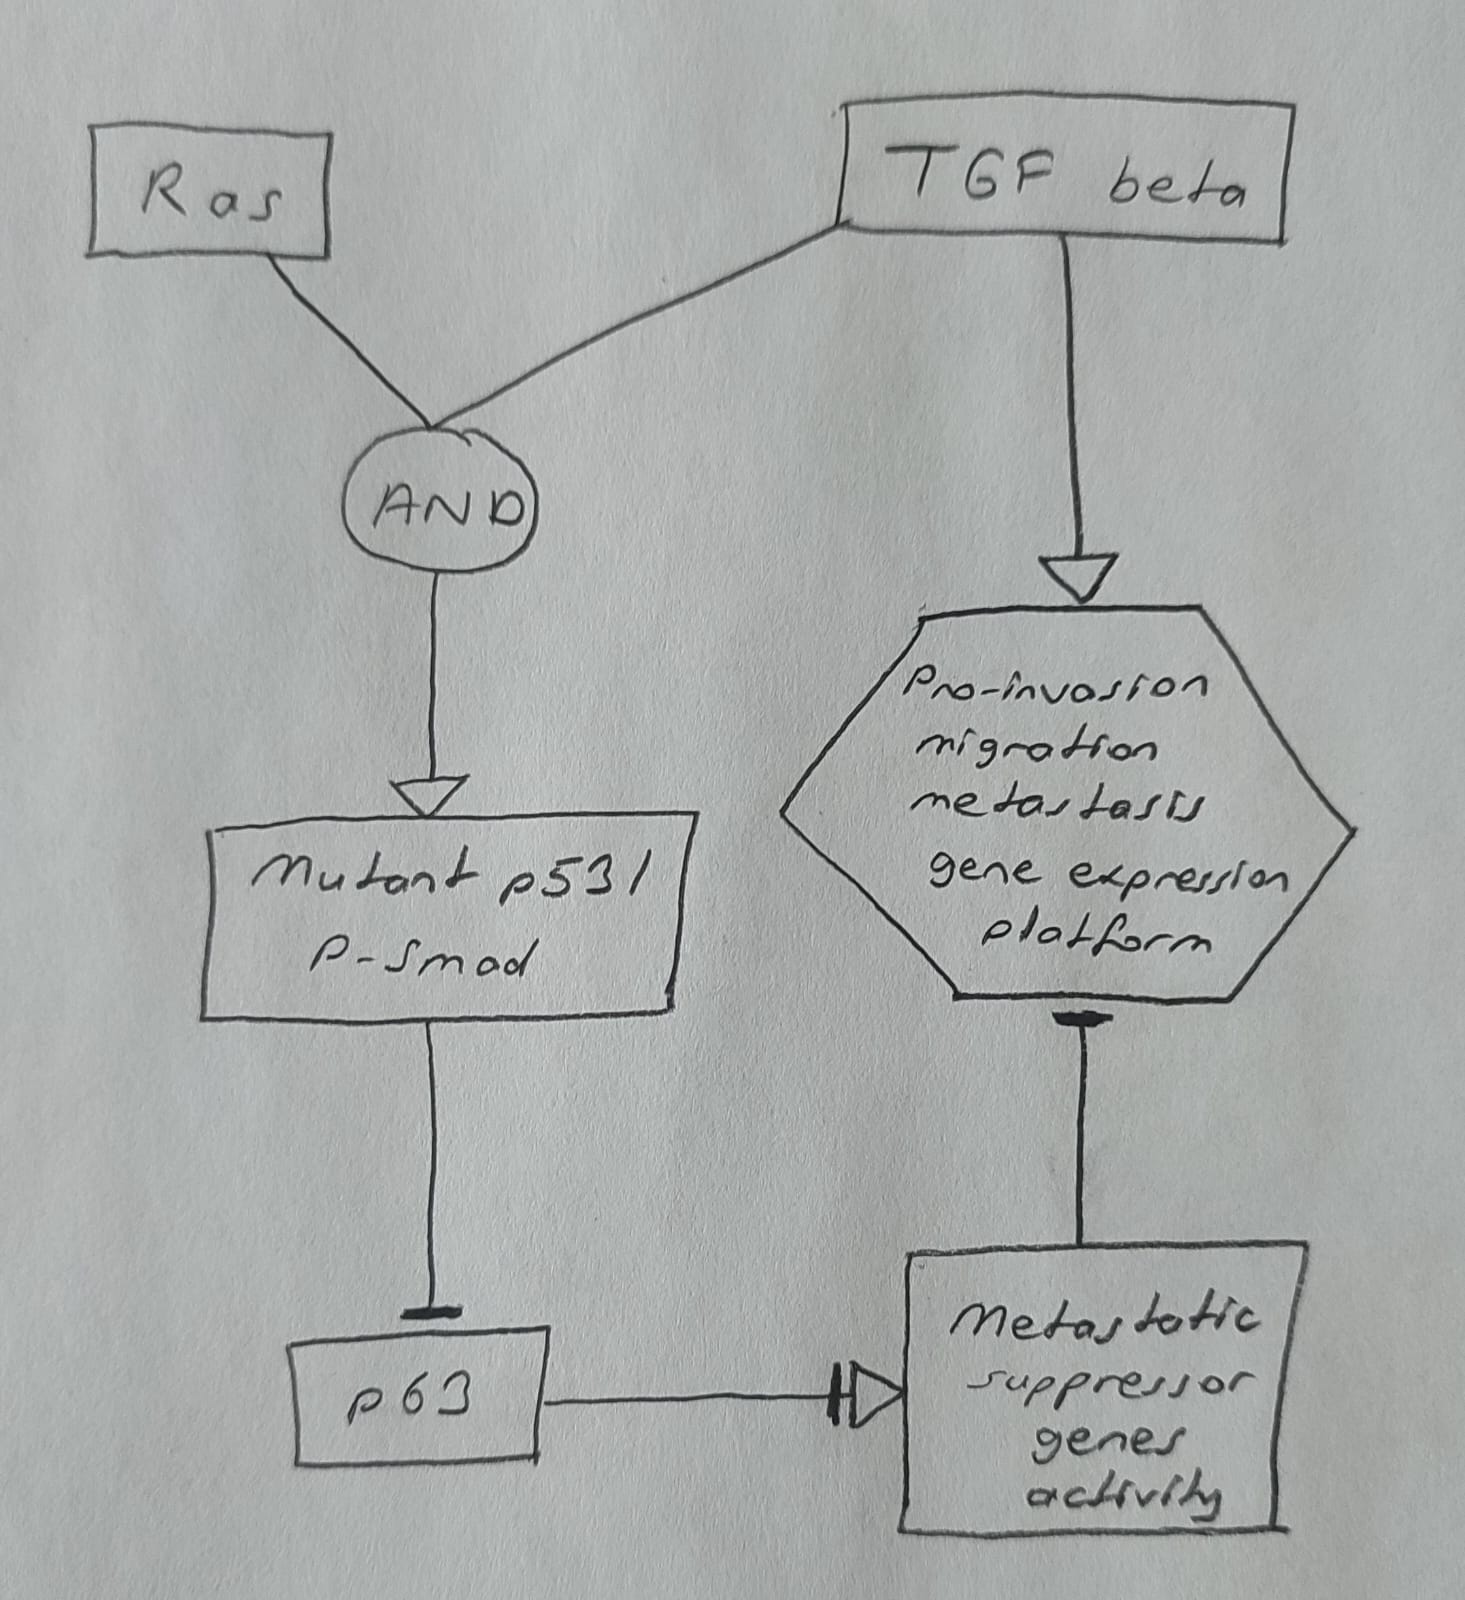 Ras
TGF beta
AND
Mutant p53/
p-Smad
Pro-invasion
migration
metastasis
gene expression
platform
p63
Metastatic
suppressor
genes
activity